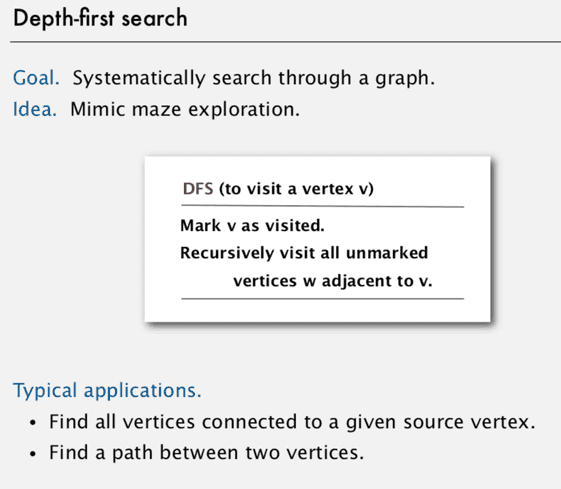 Depth-first search
Goal. Systematically search through a graph.
Idea. Mimic maze exploration.
DFS (to visit a vertex v)
Mark v as visited.
Recursively visit all unmarked
vertices w adjacent to v.
Typical applications.
• Find all vertices connected to a given source vertex.
• Find a path between two vertices.